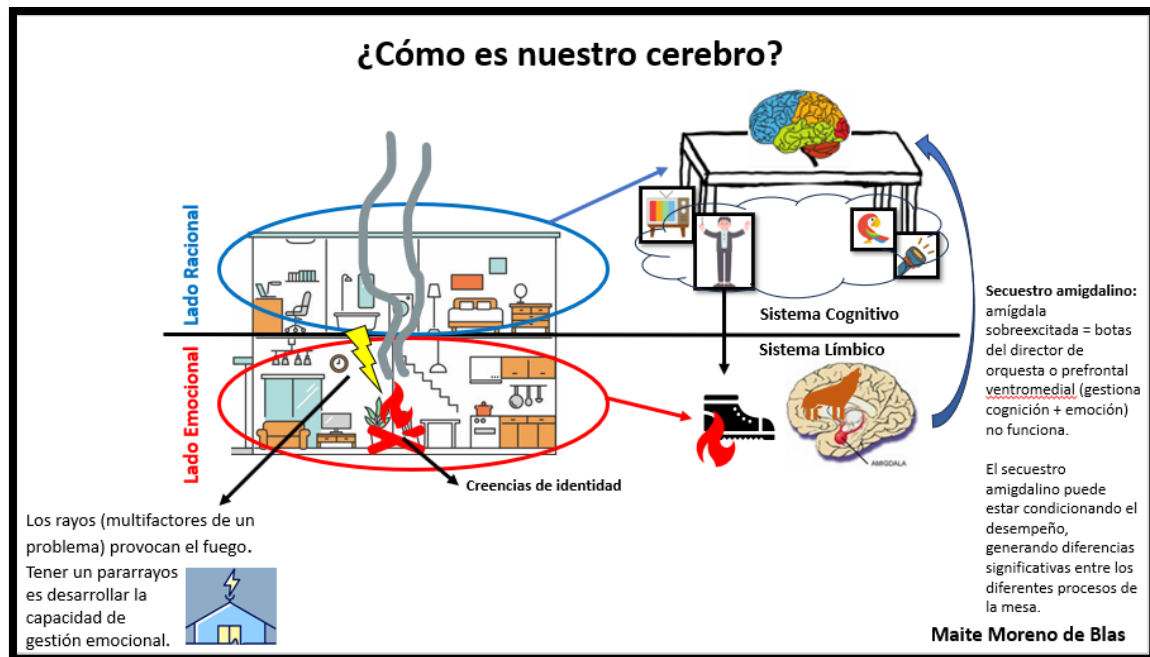 ¿Cómo es nuestro cerebro?
Lado Racional
Lado Emocional
Sistema Cognitivo
Sistema Límbico
AMIGDALA
Creencias de identidad
Los rayos (multifactores de un
problema) provocan el fuego.
Tener un pararrayos
es desarrollar la
capacidad de
gestión emocional.
Secuestro amigdalino:
amígdala
sobreexcitada = botas
del director de
orquesta o prefrontal
ventromedial (gestiona
cognición + emoción)
no funciona.
El secuestro
amigdalino puede
estar condicionando el
desempeño,
generando diferencias
significativas entre los
diferentes procesos de
la mesa.
Maite Moreno de Blas